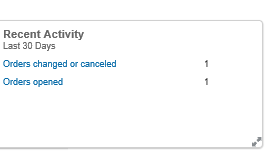 Recent Activity
Last 30 Days
Orders changed or canceled 1
Orders opened 1